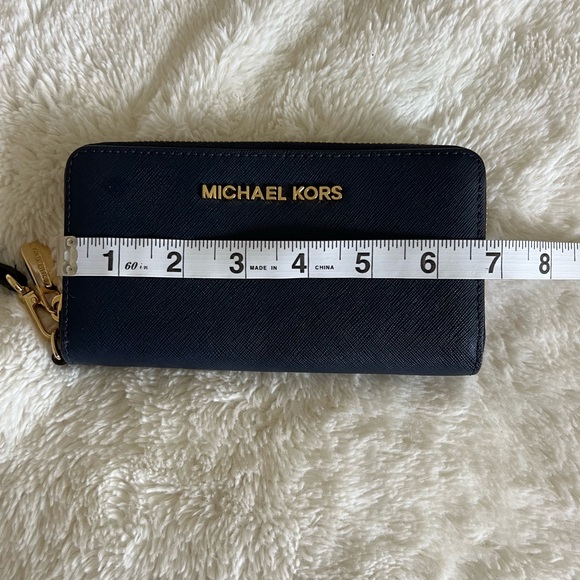 MICHAEL KORS
1 60 in 2 3 MADE IN 4 CHINA 5 6 7 8